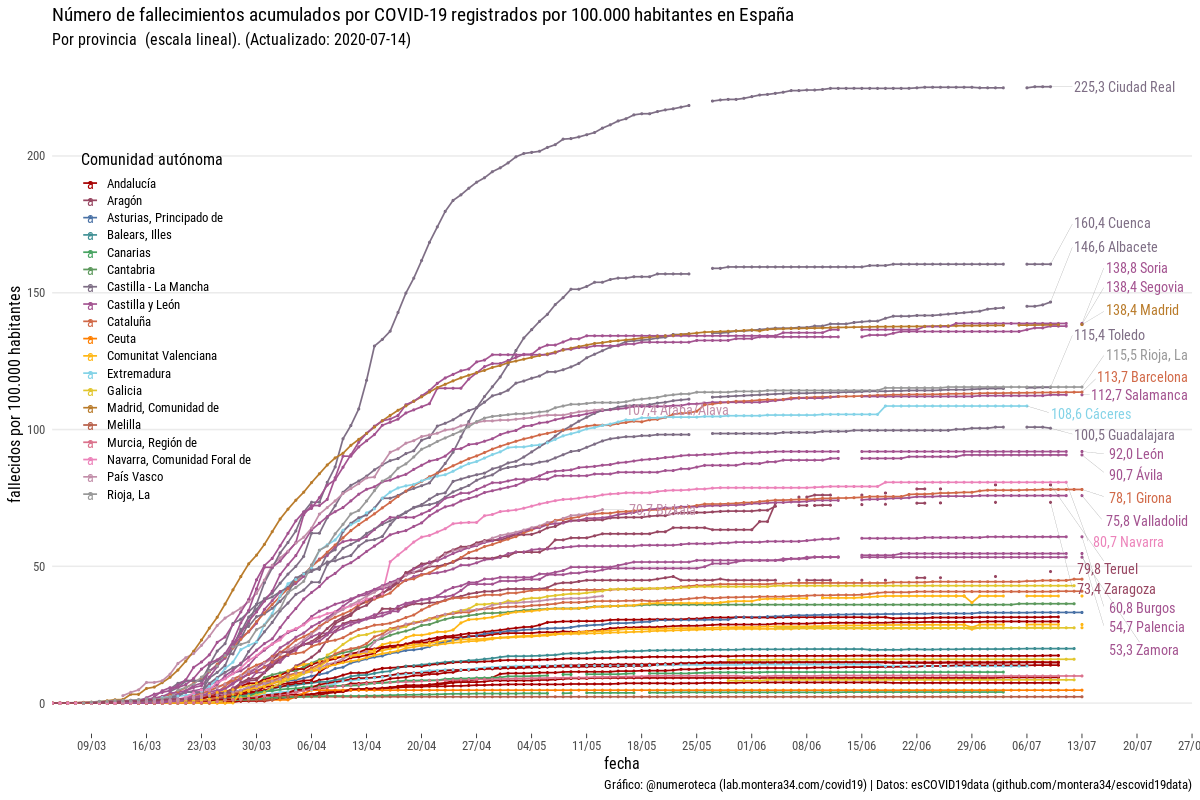 Número de fallecimientos acumulados por COVID-19 registrados por 100.000 habitantes en España
Por provincia (escala lineal). (Actualizado: 2020-07-14)
fallecidos por 100.000 habitantes
200
150
100
50
0
Comunidad autónoma
Andalucía
Aragón
Asturias, Principado de
Balears, Illes
Canarias
Cantabria
Castilla - La Mancha
Castilla y León
Cataluña
Ceuta
Comunitat Valenciana
Extremadura
Galicia
Madrid, Comunidad de
Melilla
Murcia, Región de
Navarra, Comunidad Foral de
País Vasco
Rioja, La
225,3 Ciudad Real
160,4 Cuenca
146,6 Albacete
138,8 Soria
138,4 Segovia
138,4 Madrid
115,4 Toledo
115,5 Rioja, La
113,7 Barcelona
112,7 Salamanca
107,4 Araba/Álava
108,6 Cáceres
100,5 Guadalajara
92,0 León
90,7 Ávila
78,1 Girona
70,7 Bizkaia
75,8 Valladolid
80,7 Navarra
79,8 Teruel
73,4 Zaragoza
60,8 Burgos
54,7 Palencia
53,3 Zamora
09/03 16/03 23/03 30/03 06/04 13/04 20/04 27/04 04/05 11/05 18/05 25/05 01/06 08/06 15/06 22/06 29/06 06/07 13/07 20/07 27/0
fecha
Gráfico: @numeroteca (lab.montera34.com/covid19) | Datos: esCOVID19data (github.com/montera34/escovid19data)